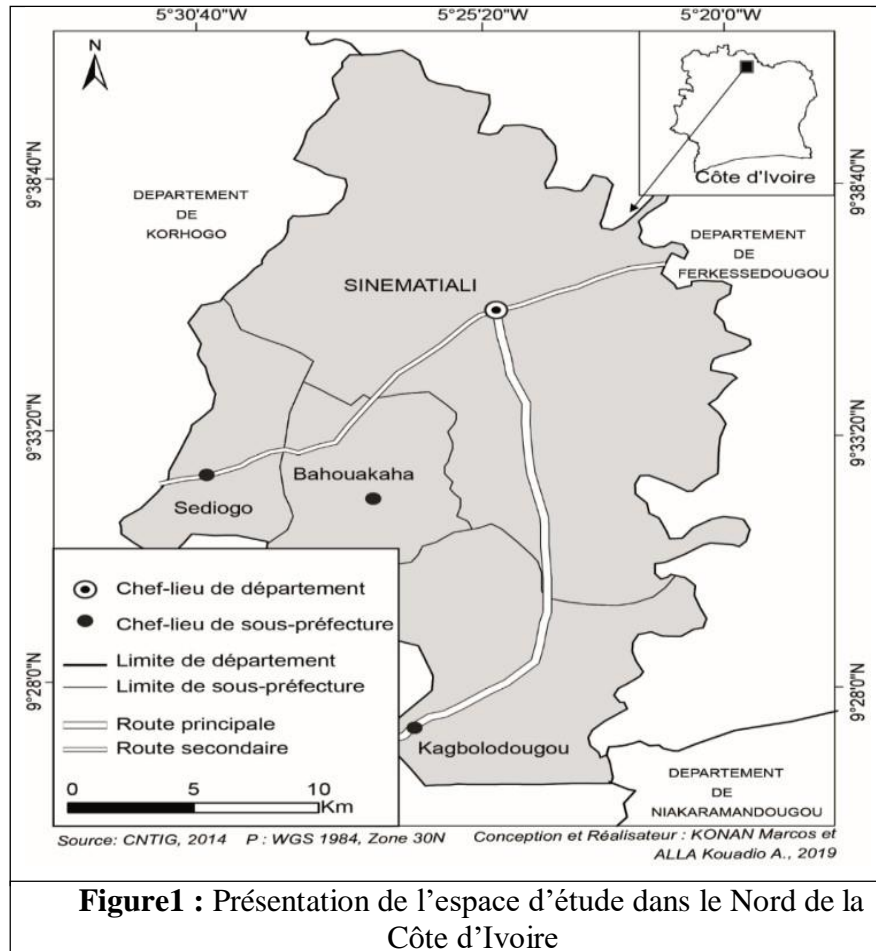 5°30'40"W 5°25'20"W 5°20'0"W
N
9°38'40"N
9°38'40"N
Côte d'Ivoire
DEPARTEMENT
DE
KORHOGO
DEPARTEMENT
DE
FERKESSEDOUGOU
SINEMATIALI
9°33'20"N
9°33'20"N
Bahouakaha
Sediogo
Chef-lieu de département
Chef-lieu de sous-préfecture
Limite de département
Limite de sous-préfecture
Route principale
Route secondaire
0 5 10
Km
9°28'0"N
9°28'0"N
Kagbolodougou
DEPARTEMENT
DE
NIAKARAMANDOUGOU
Source: CNTIG, 2014 P : WGS 1984, Zone 30N Conception et Réalisateur : KONAN Marcos et
ALLA Kouadio A., 2019
Figure1 : Présentation de l'espace d'étude dans le Nord de la
Côte d'Ivoire